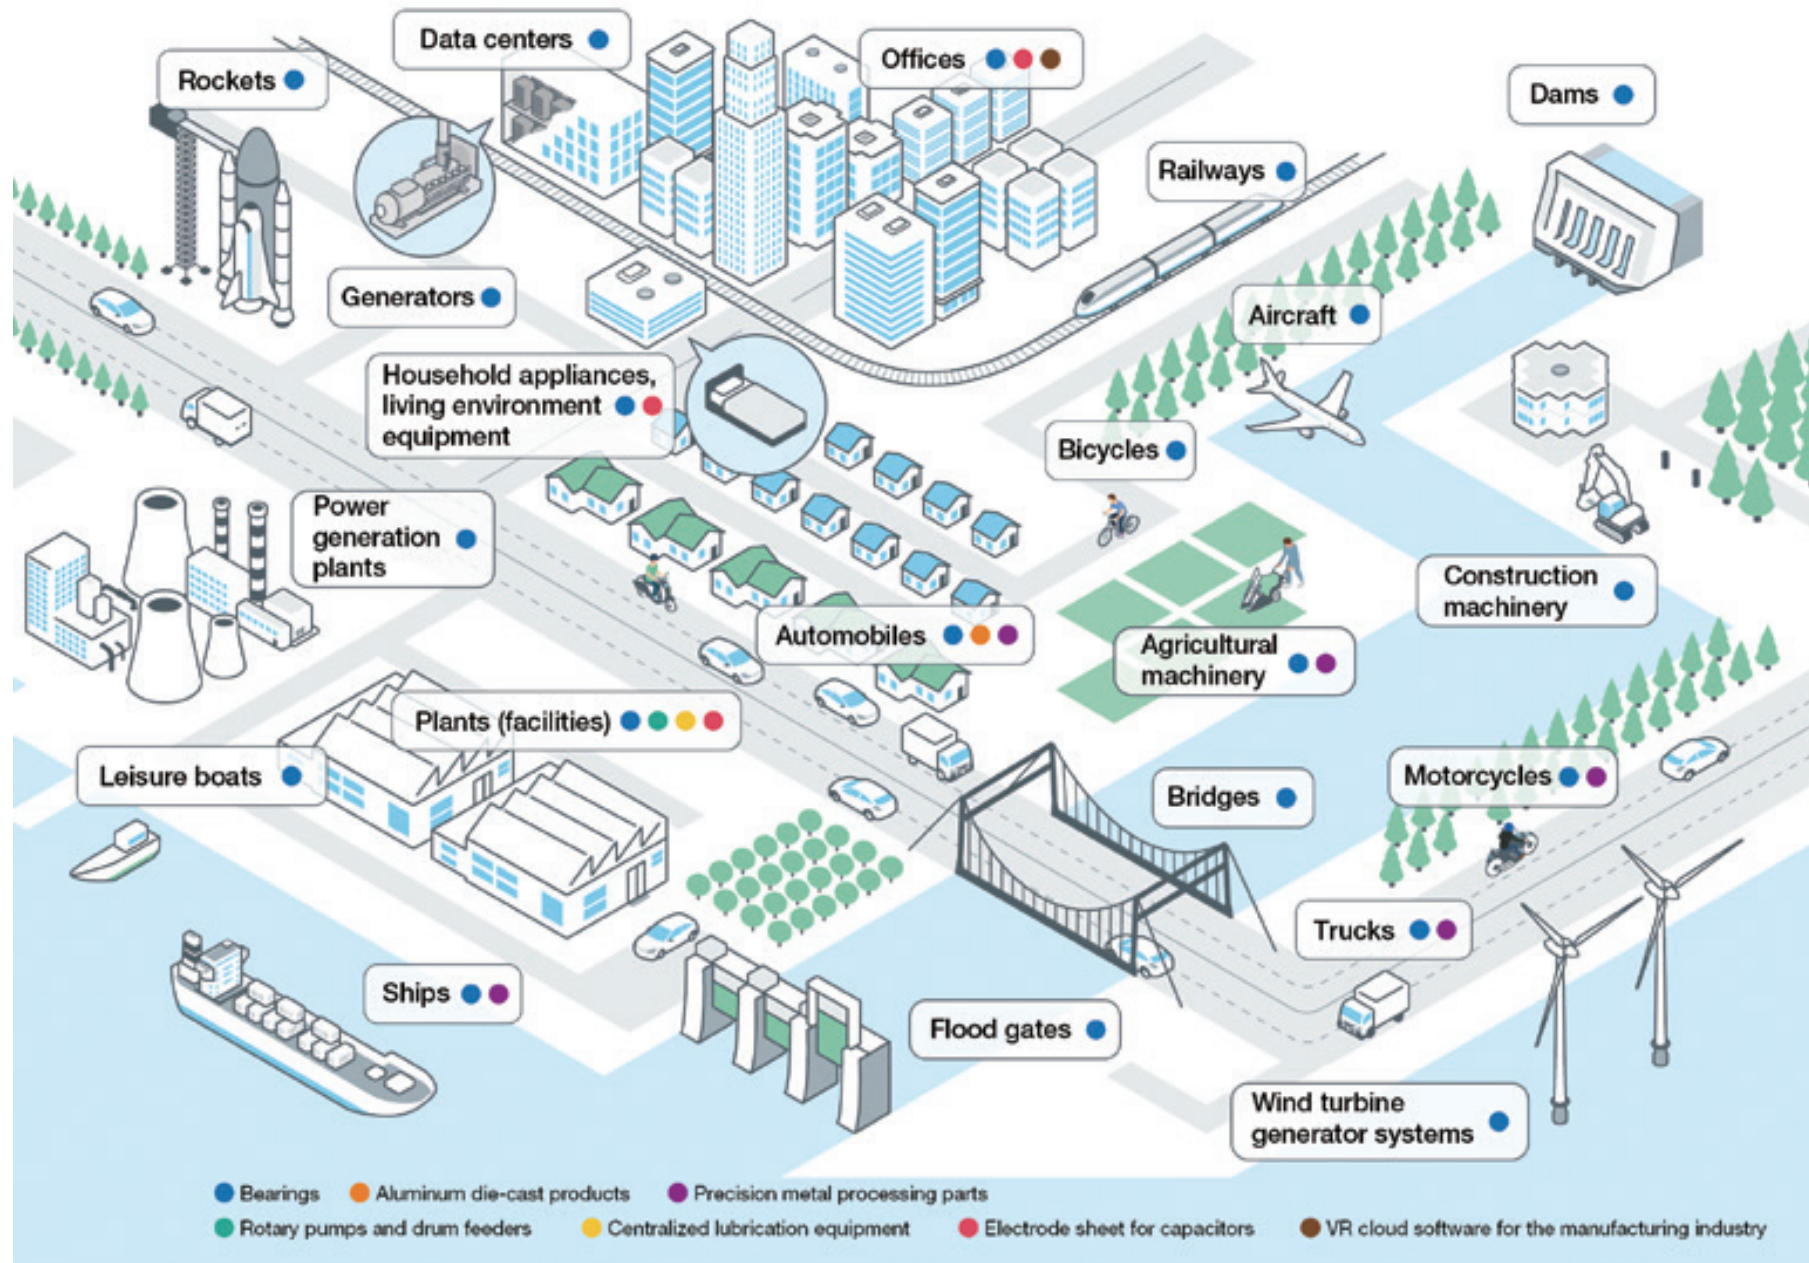 Data centers
Offices
Rockets
Dams
Railways
Generators
Aircraft
Household appliances,
living environment
equipment
Bicycles
Power
generation
plants
Construction
machinery
Automobiles
Agricultural
machinery
Plants (facilities)
Leisure boats
Motorcycles
Bridges
Trucks
Ships
Flood gates
Wind turbine
generator systems
Bearings
Aluminum die-cast products
Precision metal processing parts
Rotary pumps and drum feeders
Centralized lubrication equipment
Electrode sheet for capacitors
VR cloud software for the manufacturing industry